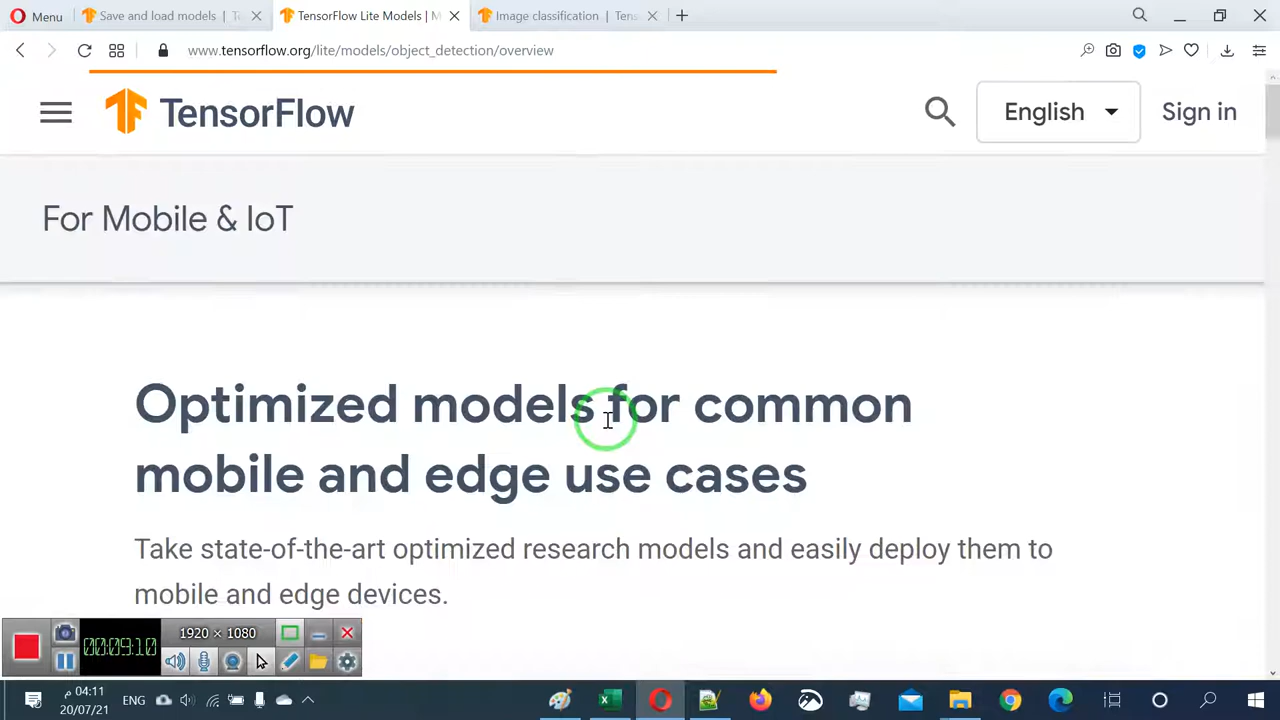 Menu
Save and load models | T
TensorFlow Lite Models | M
Image classification | Tens
www.tensorflow.org/lite/models/object_detection/overview
TensorFlow
English
Sign in
For Mobile & IoT
Optimized models for common
mobile and edge use cases
Take state-of-the-art optimized research models and easily deploy them to
mobile and edge devices.
1920 × 1080
00:09:10
04:11 م
ENG
20/07/21